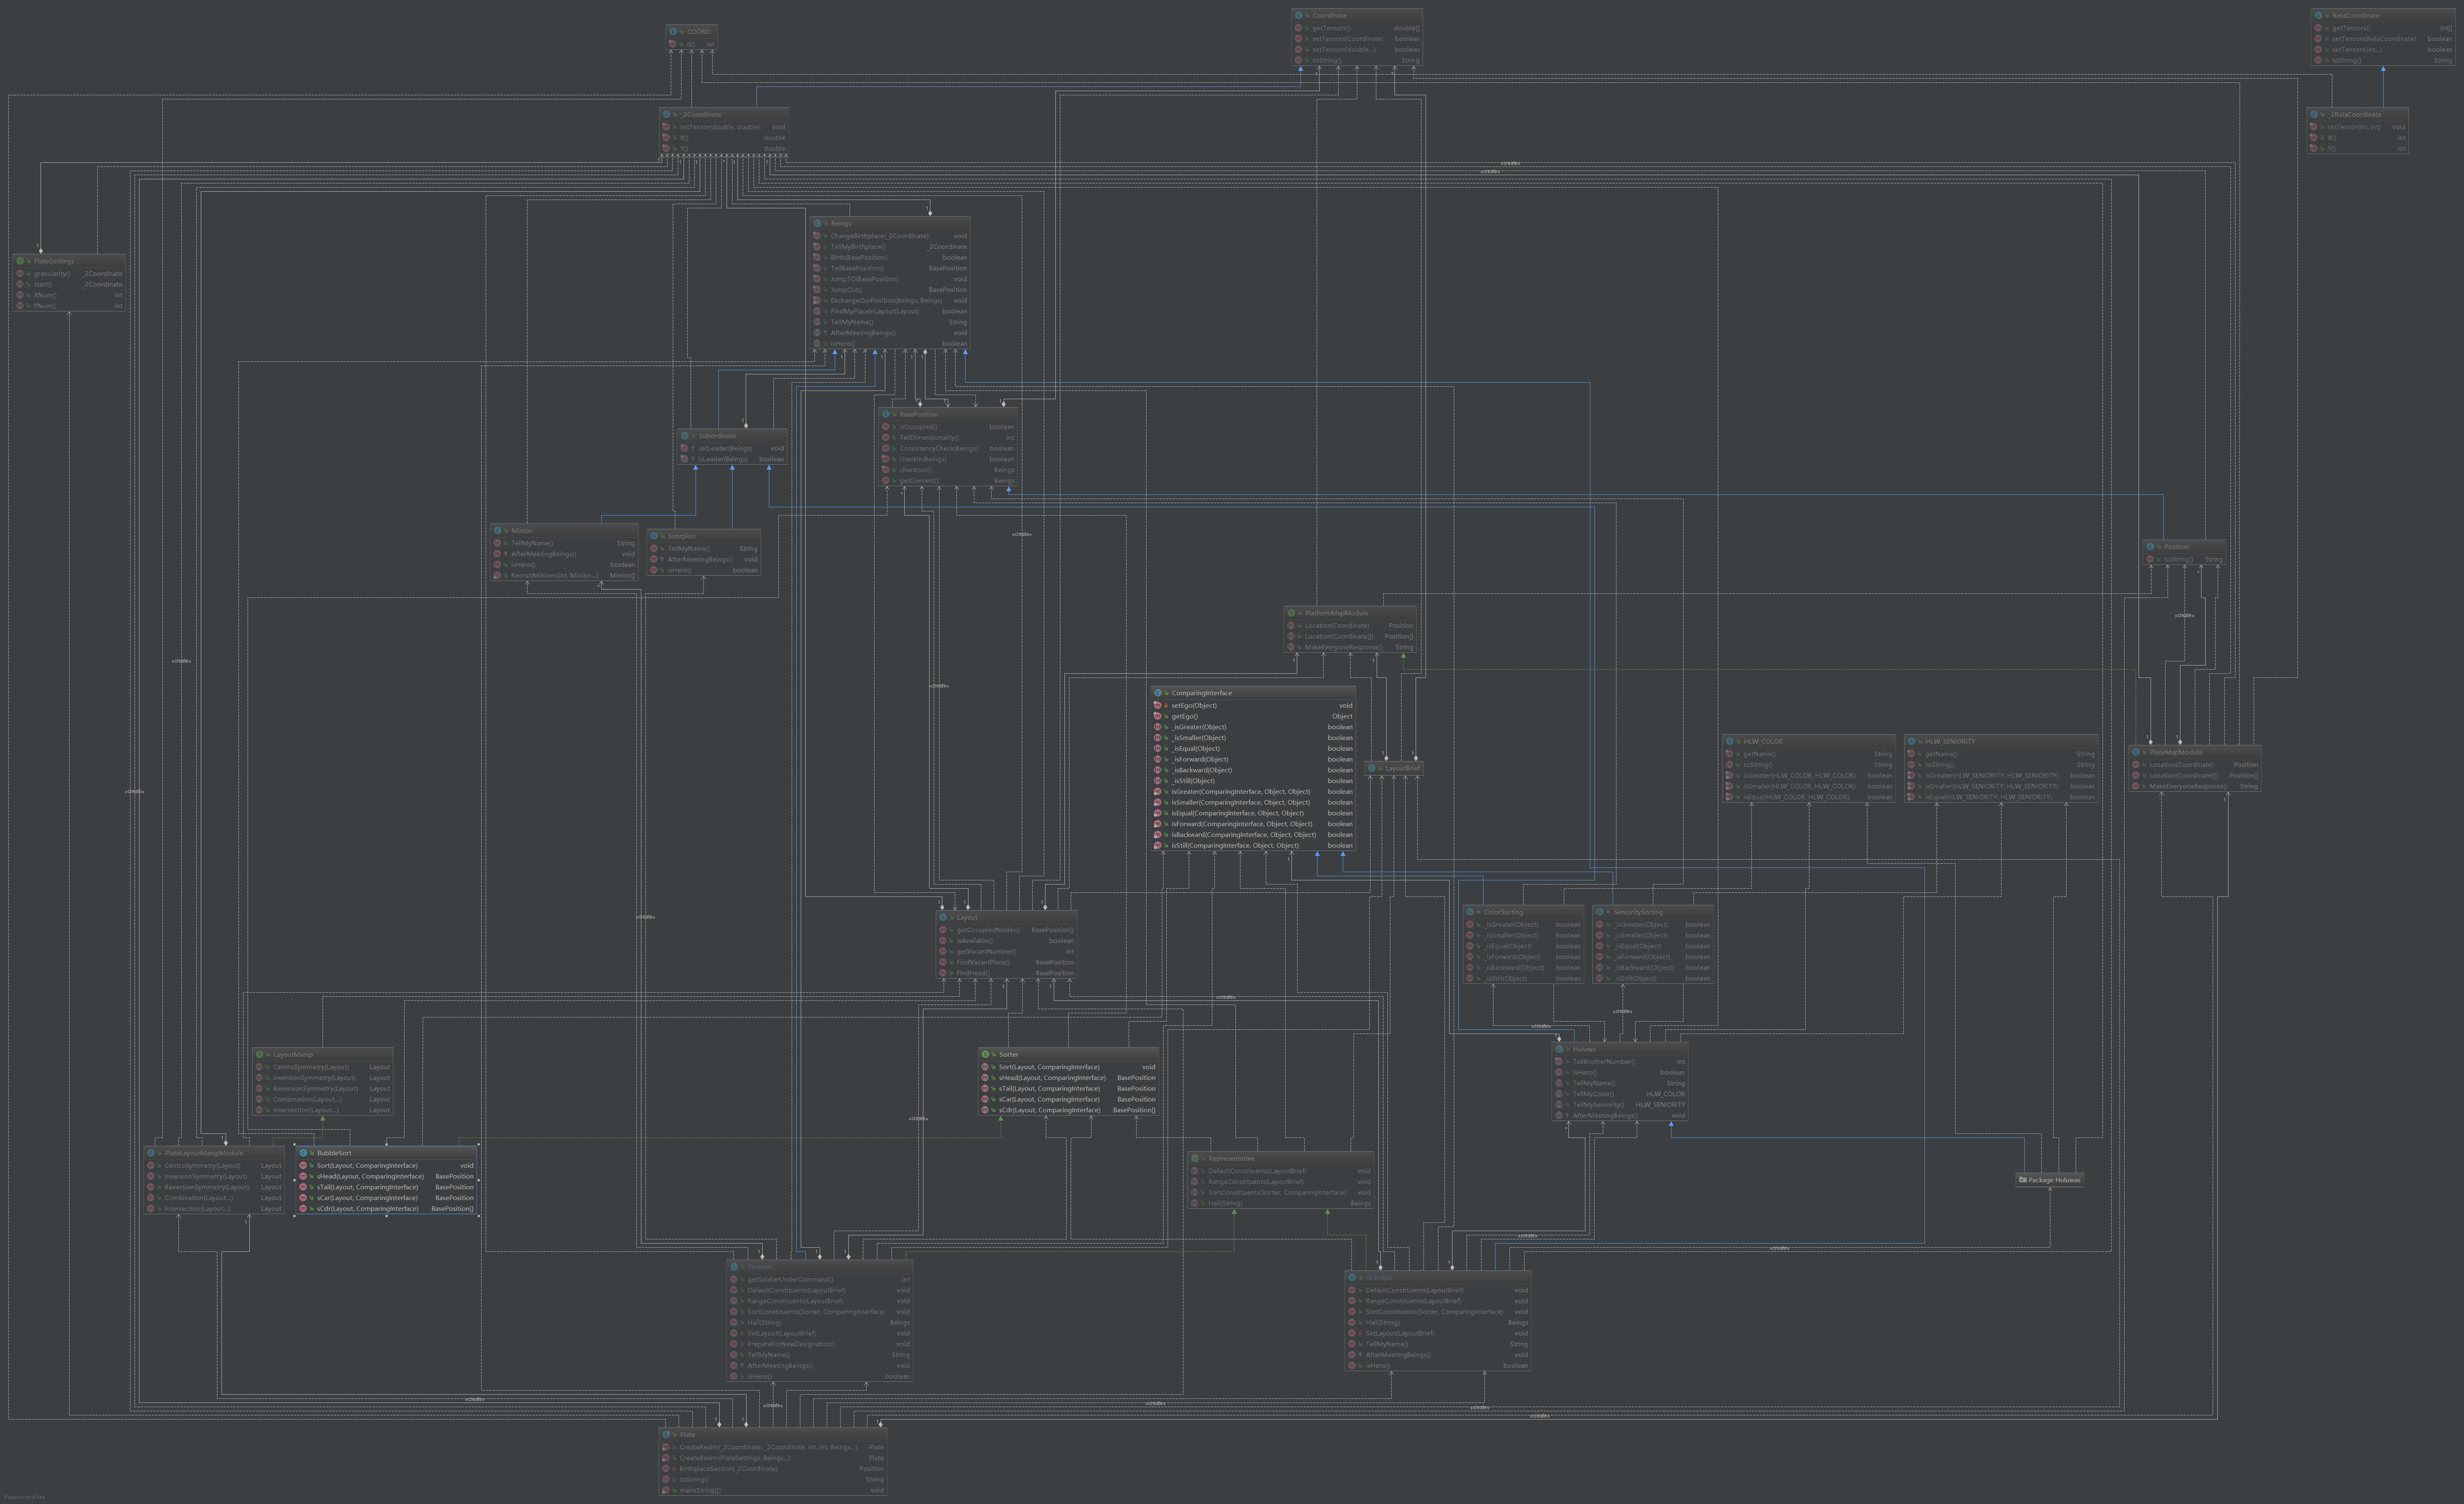 COORD
d() int
Coordinate
getTensors() double[]
setTensors(Coordinate) boolean
setTensors(double...) boolean
toString() String
RelaCoordinate
getTensors() int[]
setTensors(RelaCoordinate) boolean
setTensors(int...) boolean
toString() String
_2Coordinate
setTensor(double, double) void
X() double
Y() double
_2RelaCoordinate
setTensor(int, int) void
X() int
Y() int
Beings
ChangeBirthplace(_2Coordinate) void
TellMyBirthplace() _2Coordinate
Birth(BasePosition) boolean
TellBasePosition() BasePosition
JumpTO(BasePosition) void
JumpOut() BasePosition
ExchangeOurPosition(Beings, Beings) void
FindMyPlaceInLayout(Layout) boolean
TellMyName() String
AfterMeetingBeings() void
isHero() boolean
PlateSettings
granularity() _2Coordinate
start() _2Coordinate
XNum() int
YNum() int
BasePosition
isOccupied() boolean
TellDimensionality() int
ConsistencyCheck(Beings) boolean
checkin(Beings) boolean
checkout() Beings
getContent() Beings
Subordinate
setLeader(Beings) void
isLeader(Beings) boolean
Minion
TellMyName() String
AfterMeetingBeings() void
isHero() boolean
RecruitMinions(int, Minion...) Minion[]
Scorpion
TellMyName() String
AfterMeetingBeings() void
isHero() boolean
Position
toString() String
PlatformMapModule
Location(Coordinate) Position
Location(Coordinate[]) Position[]
MakeEveryoneResponse() String
ComparingInterface
setEgo(Object) void
getEgo() Object
_isGreater(Object) boolean
_isSmaller(Object) boolean
_isEqual(Object) boolean
_isForward(Object) boolean
_isBackward(Object) boolean
_isStill(Object) boolean
isGreater(ComparingInterface, Object, Object) boolean
isSmaller(ComparingInterface, Object, Object) boolean
isEqual(ComparingInterface, Object, Object) boolean
isForward(ComparingInterface, Object, Object) boolean
isBackward(ComparingInterface, Object, Object) boolean
isStill(ComparingInterface, Object, Object) boolean
LayoutBrief
HLW_COLOR
getName() String
toString() String
isGreater(HLW_COLOR, HLW_COLOR) boolean
isSmaller(HLW_COLOR, HLW_COLOR) boolean
isEqual(HLW_COLOR, HLW_COLOR) boolean
HLW_SENIORITY
getName() String
toString() String
isGreater(HLW_SENIORITY, HLW_SENIORITY) boolean
isSmaller(HLW_SENIORITY, HLW_SENIORITY) boolean
isEqual(HLW_SENIORITY, HLW_SENIORITY) boolean
PlateMapModule
Location(Coordinate) Position
Location(Coordinate[]) Position[]
MakeEveryoneResponse() String
Layout
getOccupiedNodes() BasePosition[]
isAvailable() boolean
getVacantNumber() int
FindVacantPlace() BasePosition
FindHead() BasePosition
ColorSorting
_isGreater(Object) boolean
_isSmaller(Object) boolean
_isEqual(Object) boolean
_isForward(Object) boolean
_isBackward(Object) boolean
_isStill(Object) boolean
SenioritySorting
_isGreater(Object) boolean
_isSmaller(Object) boolean
_isEqual(Object) boolean
_isForward(Object) boolean
_isBackward(Object) boolean
_isStill(Object) boolean
LayoutManip
CentroSymmetry(Layout) Layout
InversionSymmetry(Layout) Layout
ReversionSymmetry(Layout) Layout
Combination(Layout...) Layout
Intersection(Layout...) Layout
Sorter
Sort(Layout, ComparingInterface) void
sHead(Layout, ComparingInterface) BasePosition
sTail(Layout, ComparingInterface) BasePosition
sCar(Layout, ComparingInterface) BasePosition
sCdr(Layout, ComparingInterface) BasePosition[]
Huluwa
TellBrotherNumber() int
isHero() boolean
TellMyName() String
TellMyColor() HLW_COLOR
TellMySeniority() HLW_SENIORITY
AfterMeetingBeings() void
PlateLayoutManipModule
CentroSymmetry(Layout) Layout
InversionSymmetry(Layout) Layout
ReversionSymmetry(Layout) Layout
Combination(Layout...) Layout
Intersection(Layout...) Layout
BubbleSort
Sort(Layout, ComparingInterface) void
sHead(Layout, ComparingInterface) BasePosition
sTail(Layout, ComparingInterface) BasePosition
sCar(Layout, ComparingInterface) BasePosition
sCdr(Layout, ComparingInterface) BasePosition[]
Representative
DefaultConstituents(LayoutBrief) void
RangeConstituents(LayoutBrief) void
SortConstituents(Sorter, ComparingInterface) void
Hail(String) Beings
Package Huluwas
Serpent
getSoldierUnderCommand() int
DefaultConstituents(LayoutBrief) void
RangeConstituents(LayoutBrief) void
SortConstituents(Sorter, ComparingInterface) void
Hail(String) Beings
SetLayout(LayoutBrief) void
PrepareForNewDesignation() void
TellMyName() String
AfterMeetingBeings() void
isHero() boolean
Grandpa
DefaultConstituents(LayoutBrief) void
RangeConstituents(LayoutBrief) void
SortConstituents(Sorter, ComparingInterface) void
Hail(String) Beings
SetLayout(LayoutBrief) void
TellMyName() String
AfterMeetingBeings() void
isHero() boolean
Plate
CreateRealm(_2Coordinate, _2Coordinate, int, int, Beings...) Plate
CreateRealm(PlateSettings, Beings...) Plate
BirthplaceSection(_2Coordinate) Position
toString() String
main(String[]) void
Powered by yFiles